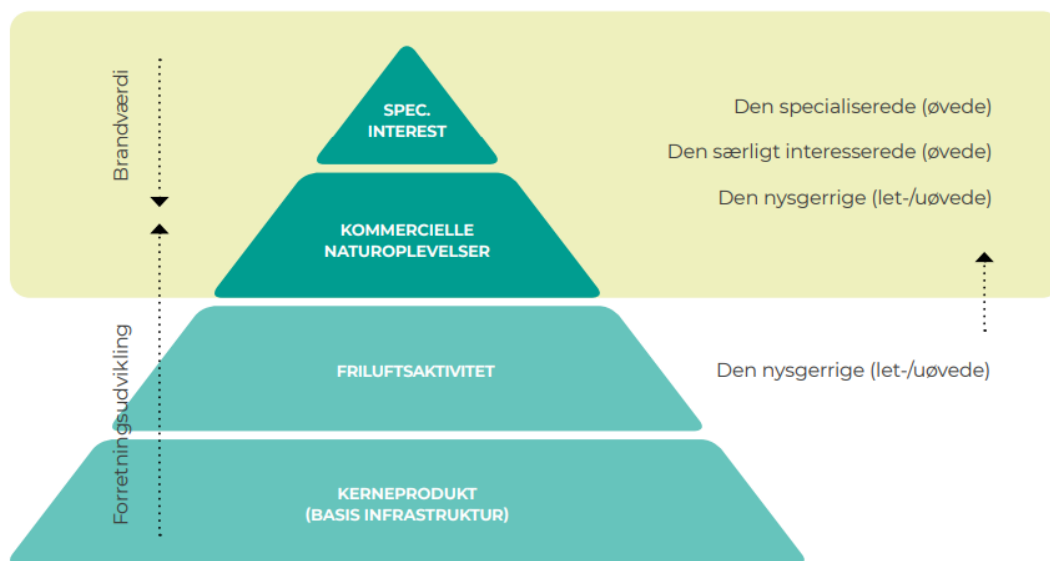 Brandværdi
SPEC.
INTEREST
Den specialiserede (øvede)
Den særligt interesserede (øvede)
Den nysgerrige (let-/uøvede)
KOMMERCIELLE
NATUROPLEVELSER
Forretningsudvikling
FRILUFTSAKTIVITET
Den nysgerrige (let-/uøvede)
KERNEPRODUKT
(BASIS INFRASTRUKTUR)